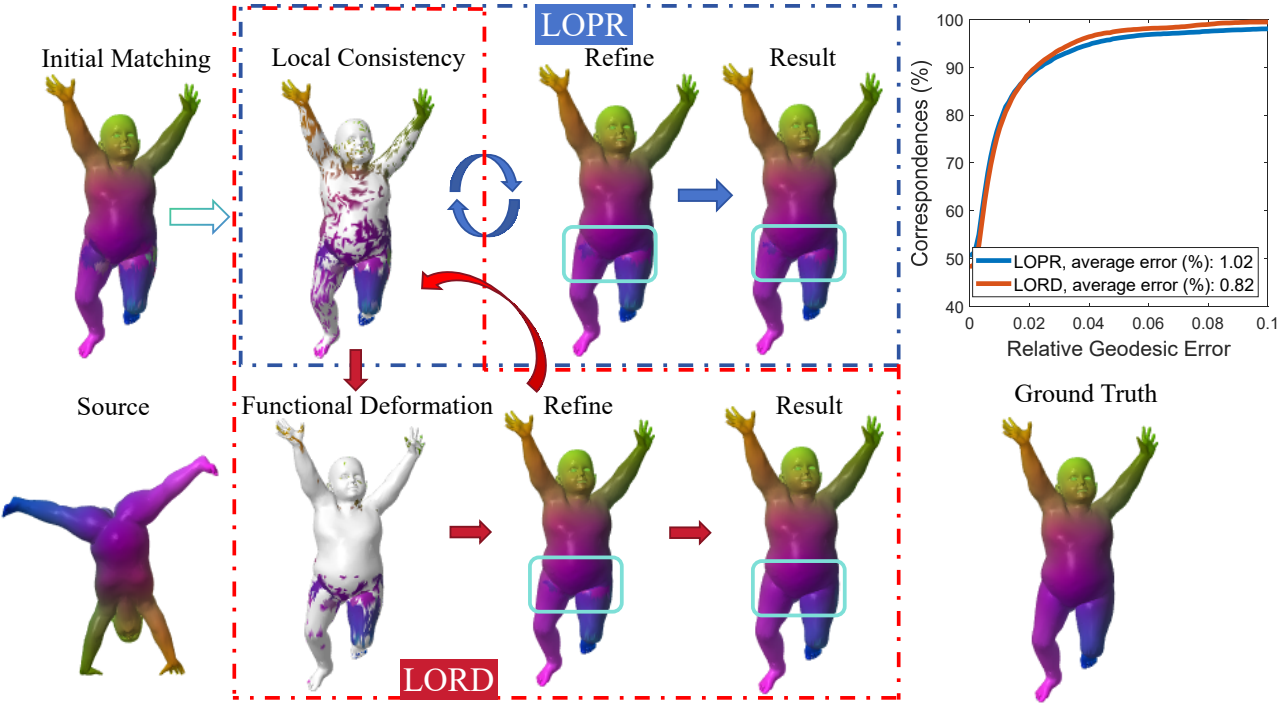 LOPR
Initial Matching
Local Consistency
Refine
Result
Correspondences (%)
100
90
80
70
60
50
40
LOPR, average error (%): 1.02
LORD, average error (%): 0.82
0
0.02
0.04
0.06
0.08
0.1
Relative Geodesic Error
Source
Functional Deformation
Refine
Result
Ground Truth
LORD